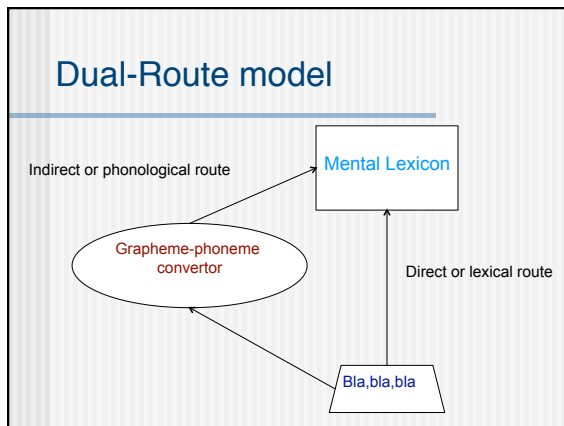 Dual-Route model
Indirect or phonological route
Mental Lexicon
Grapheme-phoneme
convertor
Direct or lexical route
Bla,bla,bla